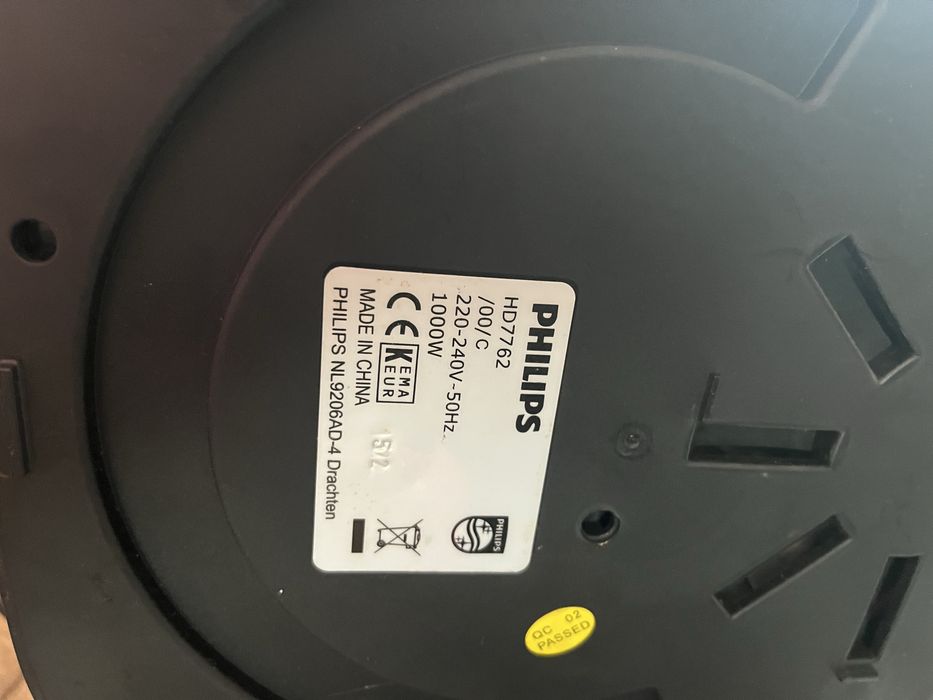 PHILIPS
HD7762
/00/C
220-240V~50Hz
1000W
CE KEMA KEUR
MADE IN CHINA
PHILIPS NL9206AD-4 Drachten
PHILIPS
QC 02
PASSED